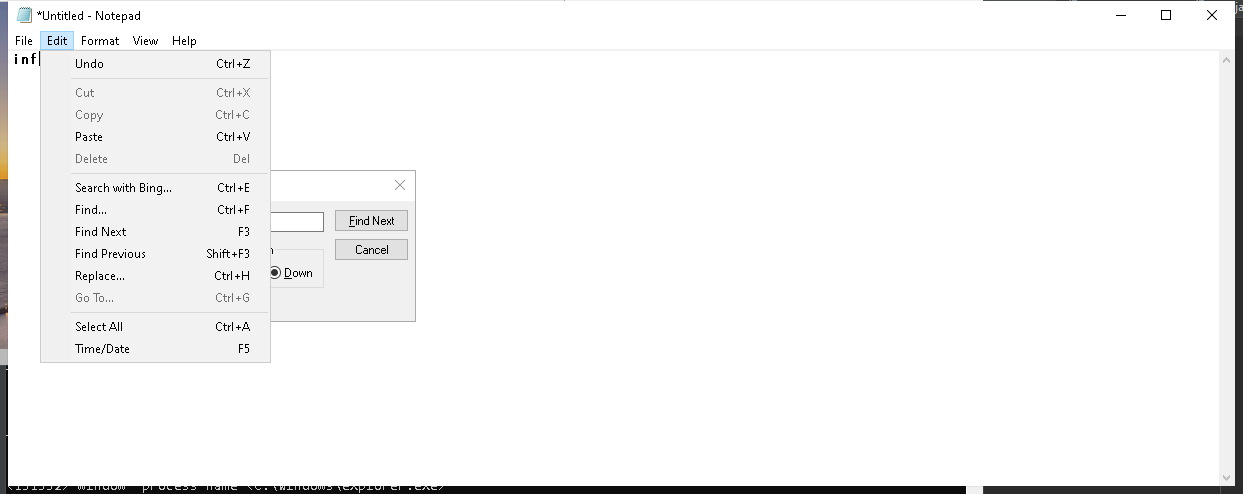 *Untitled - Notepad
File Edit Format View Help
inf
Undo Ctrl+Z
Cut Ctrl+X
Copy Ctrl+C
Paste Ctrl+V
Delete Del
Search with Bing... Ctrl+E
Find... Ctrl+F
Find Next F3
Find Previous Shift+F3
Replace... Ctrl+H
Go To... Ctrl+G
Select All Ctrl+A
Time/Date F5
Find Next
Cancel
Down
window process name <C:\Windows\explorer.exe>